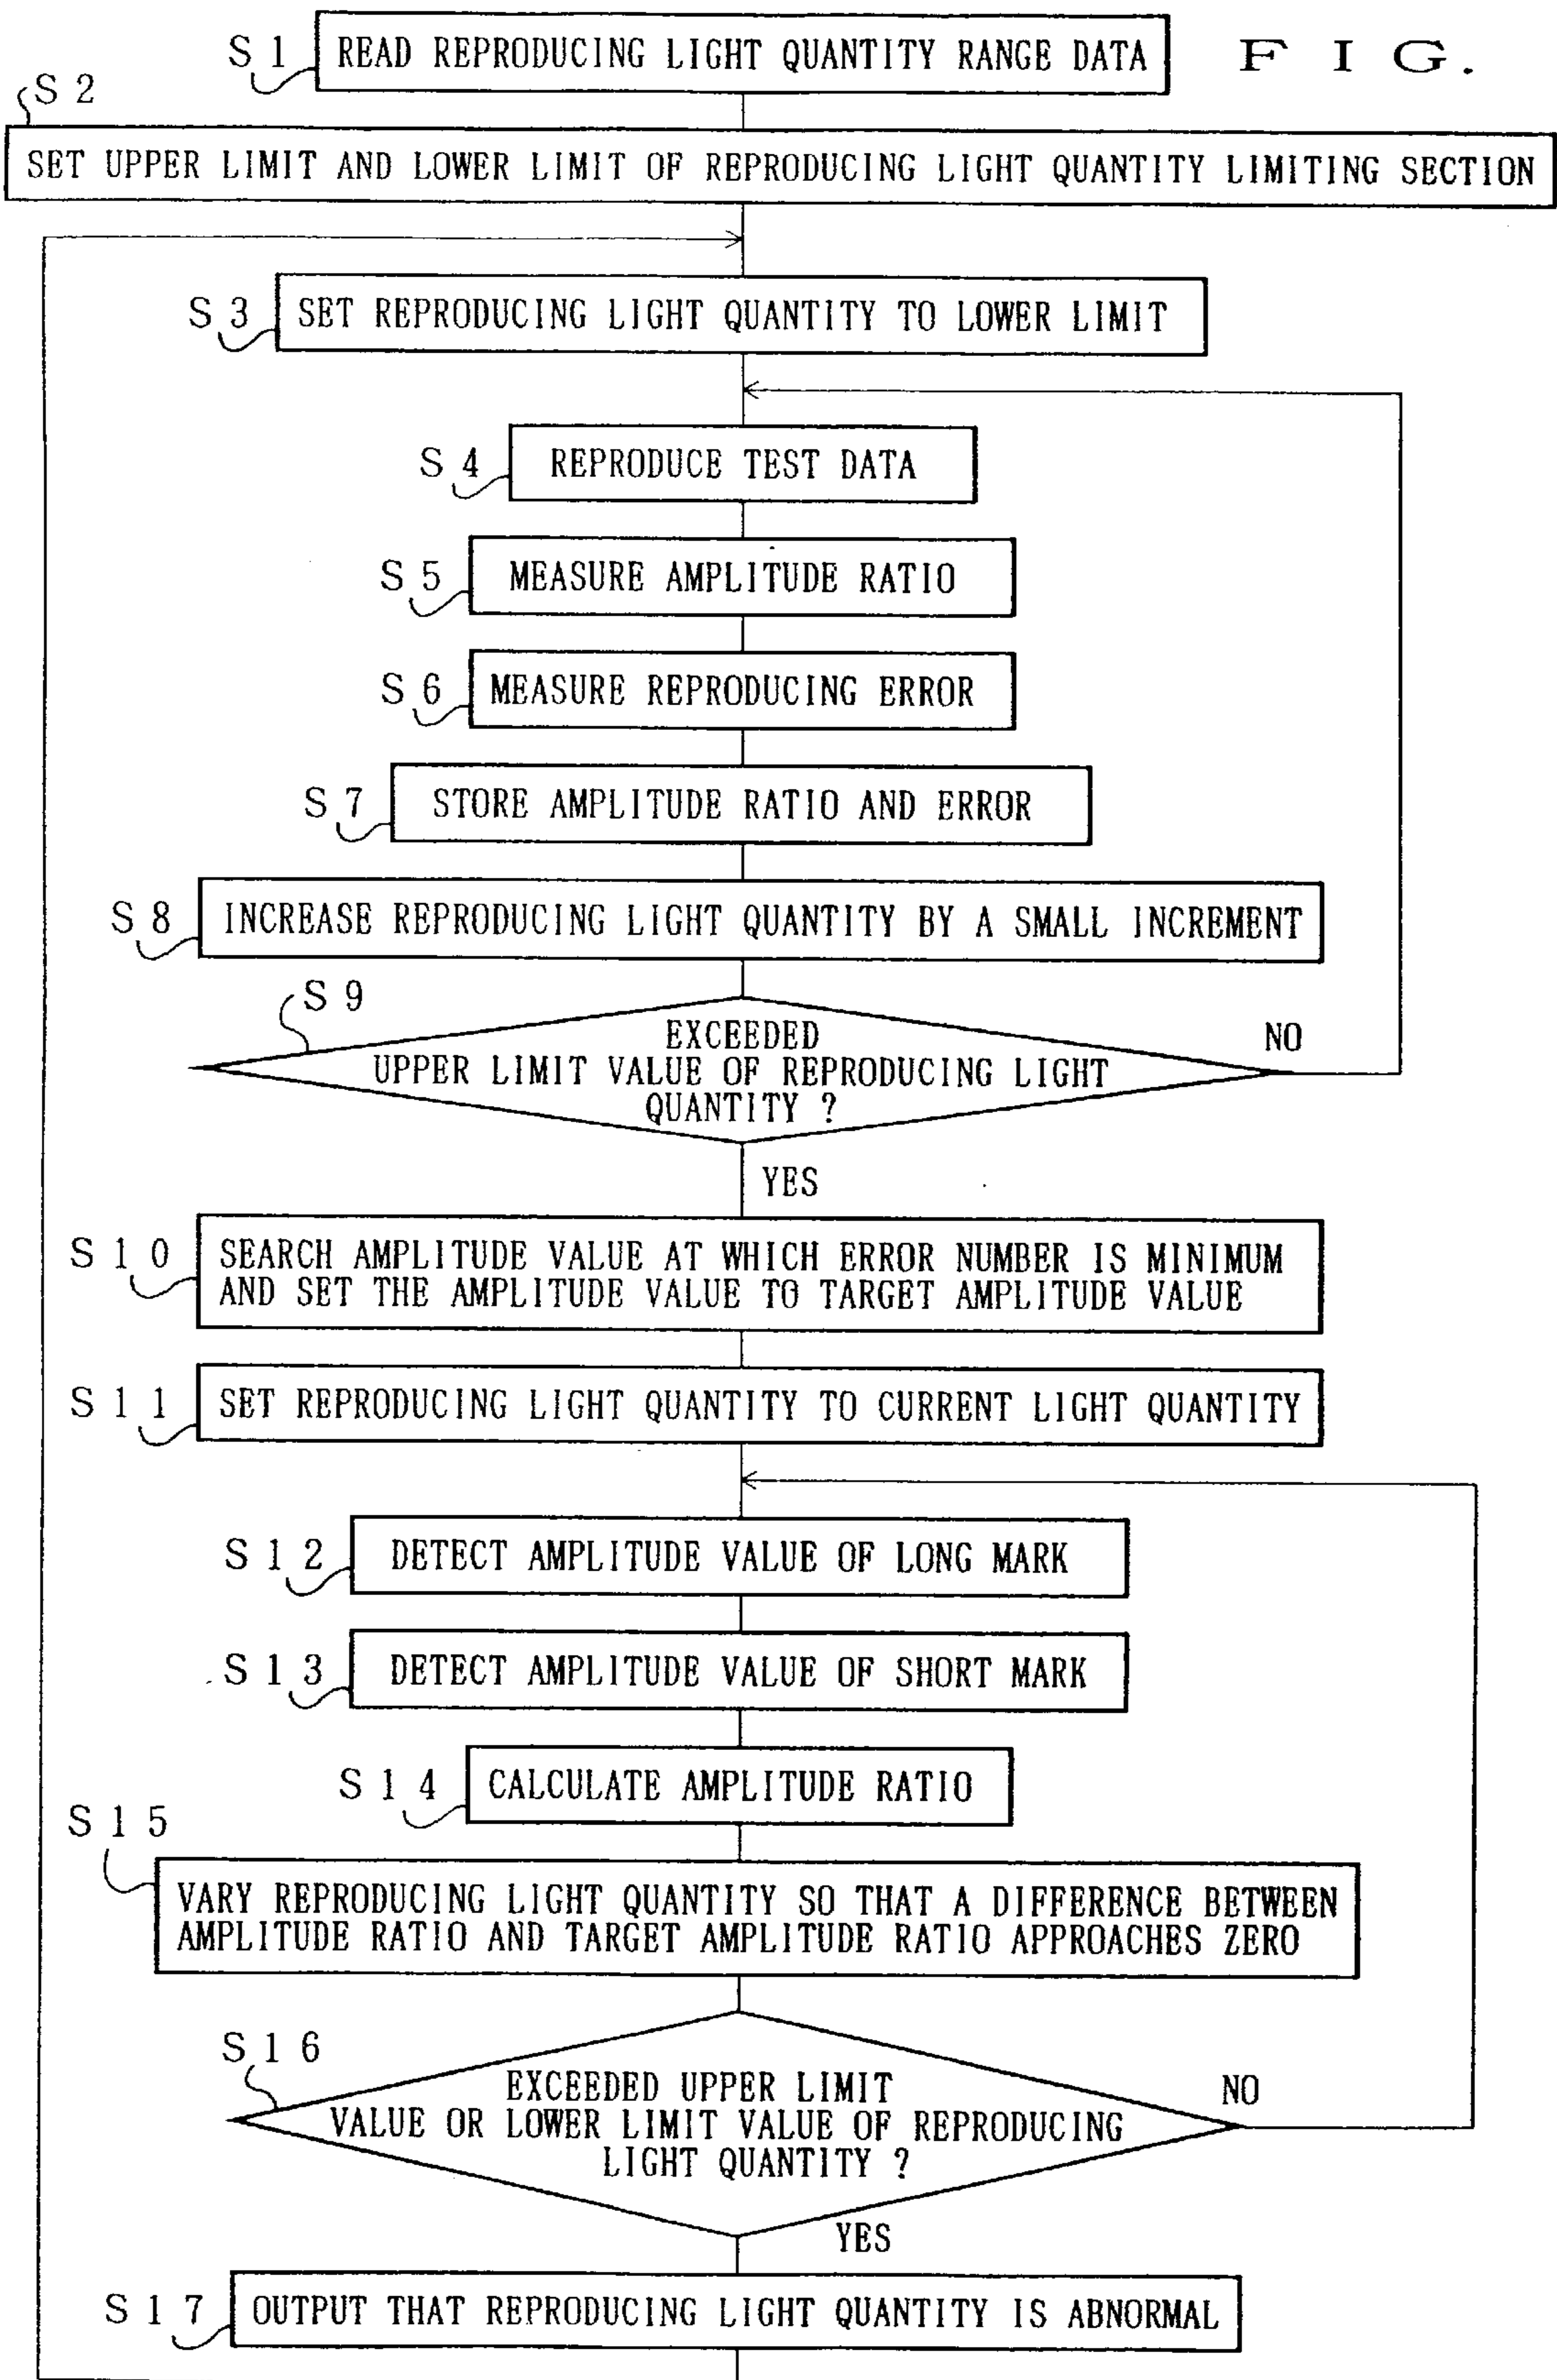 S1 READ REPRODUCING LIGHT QUANTITY RANGE DATA
FIG.
S2
SET UPPER LIMIT AND LOWER LIMIT OF REPRODUCING LIGHT QUANTITY LIMITING SECTION
S3 SET REPRODUCING LIGHT QUANTITY TO LOWER LIMIT
S4 REPRODUCE TEST DATA
S5 MEASURE AMPLITUDE RATIO
S6 MEASURE REPRODUCING ERROR
S7 STORE AMPLITUDE RATIO AND ERROR
S8 INCREASE REPRODUCING LIGHT QUANTITY BY A SMALL INCREMENT
S9
EXCEEDED
UPPER LIMIT VALUE OF REPRODUCING LIGHT
QUANTITY ?
NO
YES
S10 SEARCH AMPLITUDE VALUE AT WHICH ERROR NUMBER IS MINIMUM
AND SET THE AMPLITUDE VALUE TO TARGET AMPLITUDE VALUE
S11 SET REPRODUCING LIGHT QUANTITY TO CURRENT LIGHT QUANTITY
S12 DETECT AMPLITUDE VALUE OF LONG MARK
S13 DETECT AMPLITUDE VALUE OF SHORT MARK
S14 CALCULATE AMPLITUDE RATIO
S15
VARY REPRODUCING LIGHT QUANTITY SO THAT A DIFFERENCE BETWEEN
AMPLITUDE RATIO AND TARGET AMPLITUDE RATIO APPROACHES ZERO
S16
EXCEEDED UPPER LIMIT
VALUE OR LOWER LIMIT VALUE OF REPRODUCING
LIGHT QUANTITY ?
NO
YES
S17 OUTPUT THAT REPRODUCING LIGHT QUANTITY IS ABNORMAL